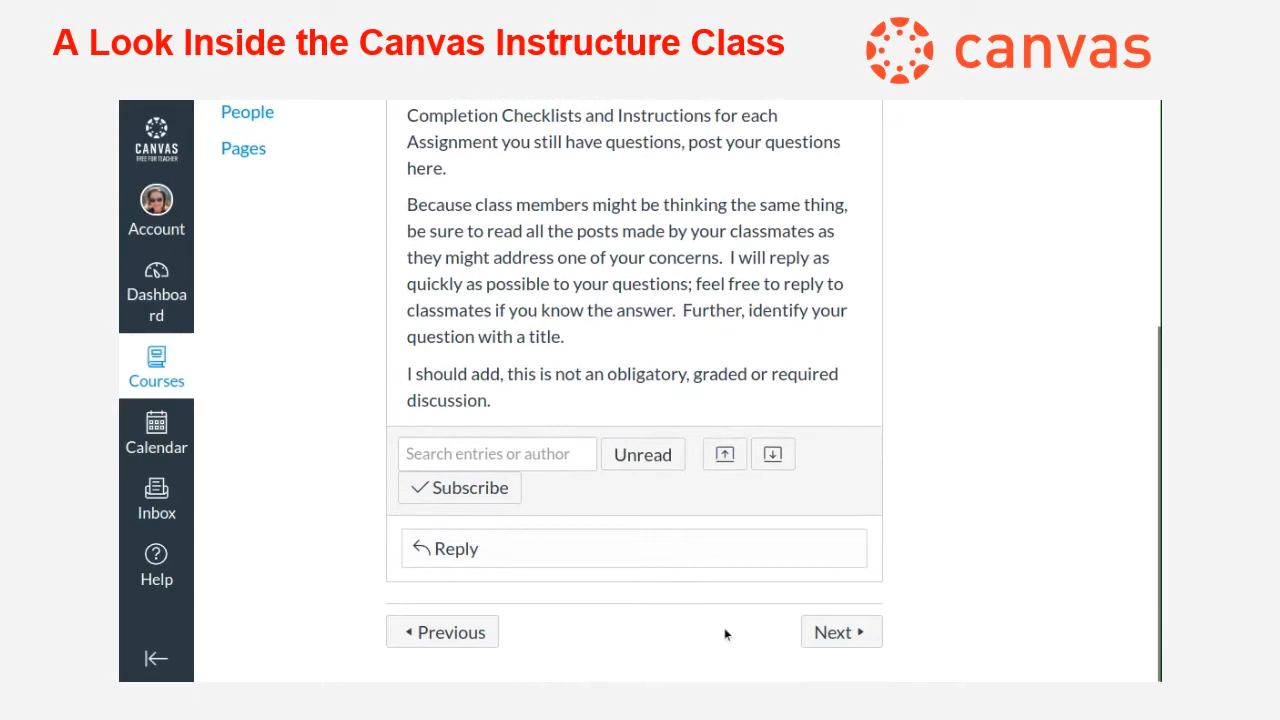 A Look Inside the Canvas Instructure Class
canvas
CANVAS
FREE FOR TEACHER
Account
Dashboa
rd
Courses
Calendar
Inbox
Help
People
Pages
Completion Checklists and Instructions for each
Assignment you still have questions, post your questions
here.
Because class members might be thinking the same thing,
be sure to read all the posts made by your classmates as
they might address one of your concerns.  I will reply as
quickly as possible to your questions; feel free to reply to
classmates if you know the answer.  Further, identify your
question with a title.
I should add, this is not an obligatory, graded or required
discussion.
Search entries or author
Unread
Subscribe
Reply
Previous
Next